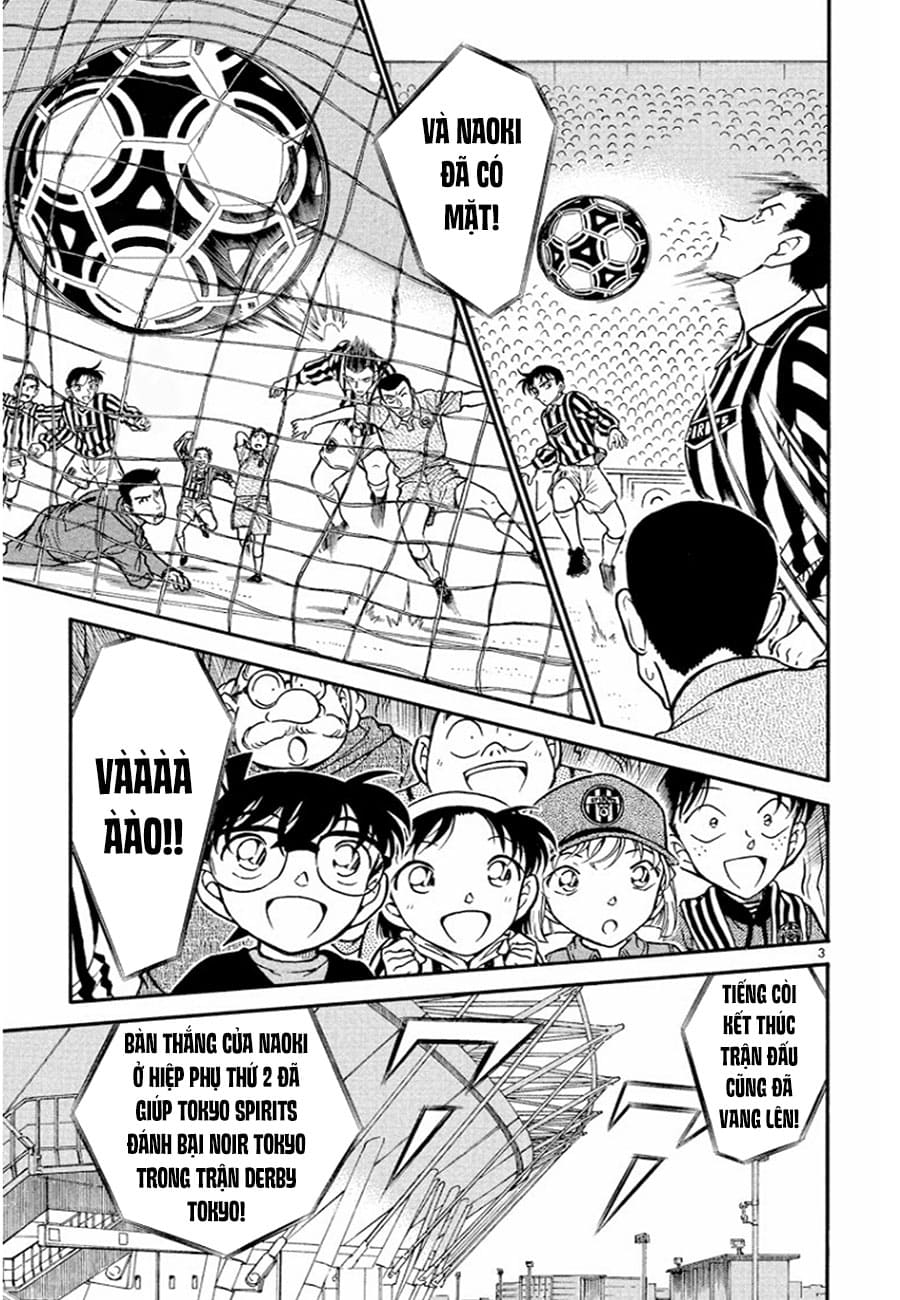 VÀ NAOKI
ĐÃ CÓ
MẶT!
VÀÀÀÀ
ÀÀO!!
3
TIẾNG CÒI
KẾT THÚC
TRẬN ĐẤU
CŨNG ĐÃ
VANG LÊN!
BÀN THẮNG CỦA NAOKI
Ở HIỆP PHỤ THỨ 2 ĐÃ
GIÚP TOKYO SPIRITS
ĐÁNH BẠI NOIR TOKYO
TRONG TRẬN DERBY
TOKYO!